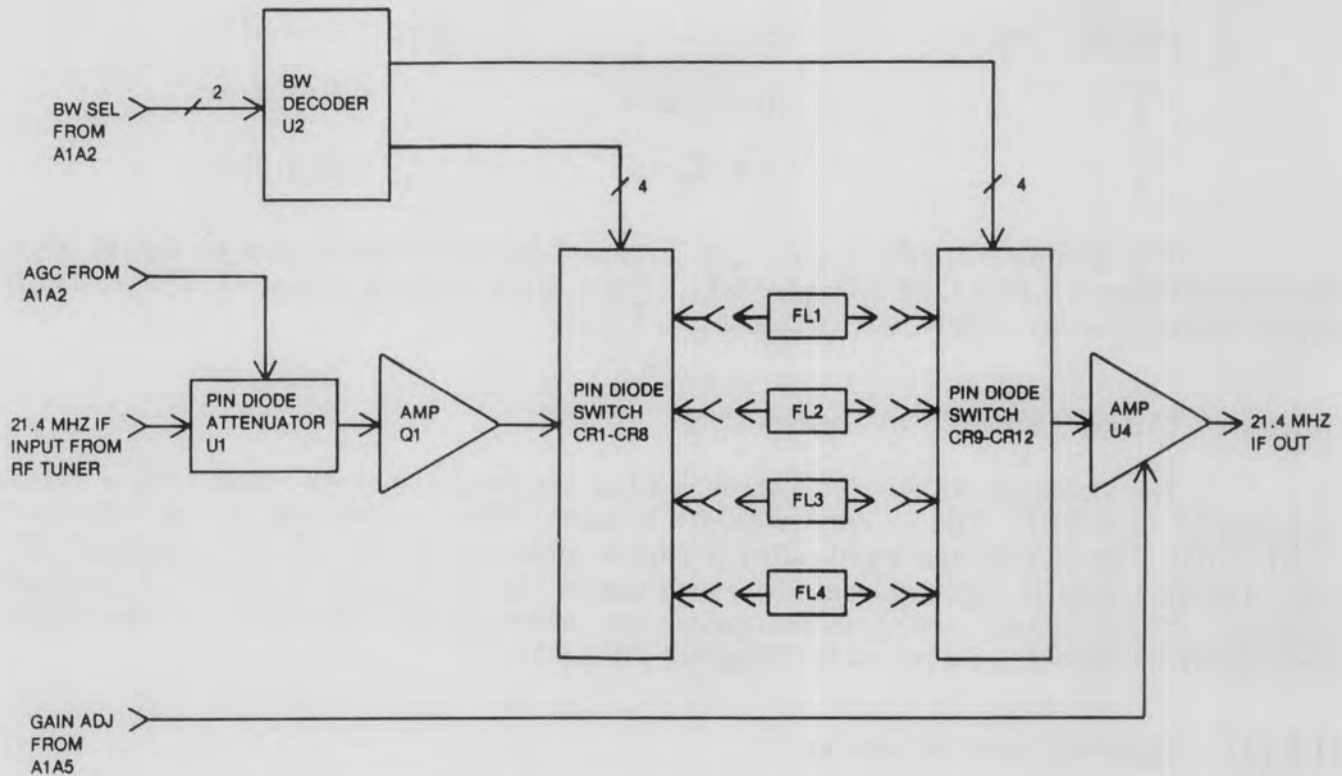 BW
DECODER
U2
2
BW SEL
FROM
A1A2
4
4
AGC FROM
A1A2
FL1
PIN DIODE
ATTENUATOR
U1
AMP
Q1
PIN DIODE
SWITCH
CR1-CR8
FL2
PIN DIODE
SWITCH
CR9-CR12
AMP
U4
21.4 MHZ IF
INPUT FROM
RF TUNER
21.4 MHZ
IF OUT
FL3
FL4
GAIN ADJ
FROM
A1A5